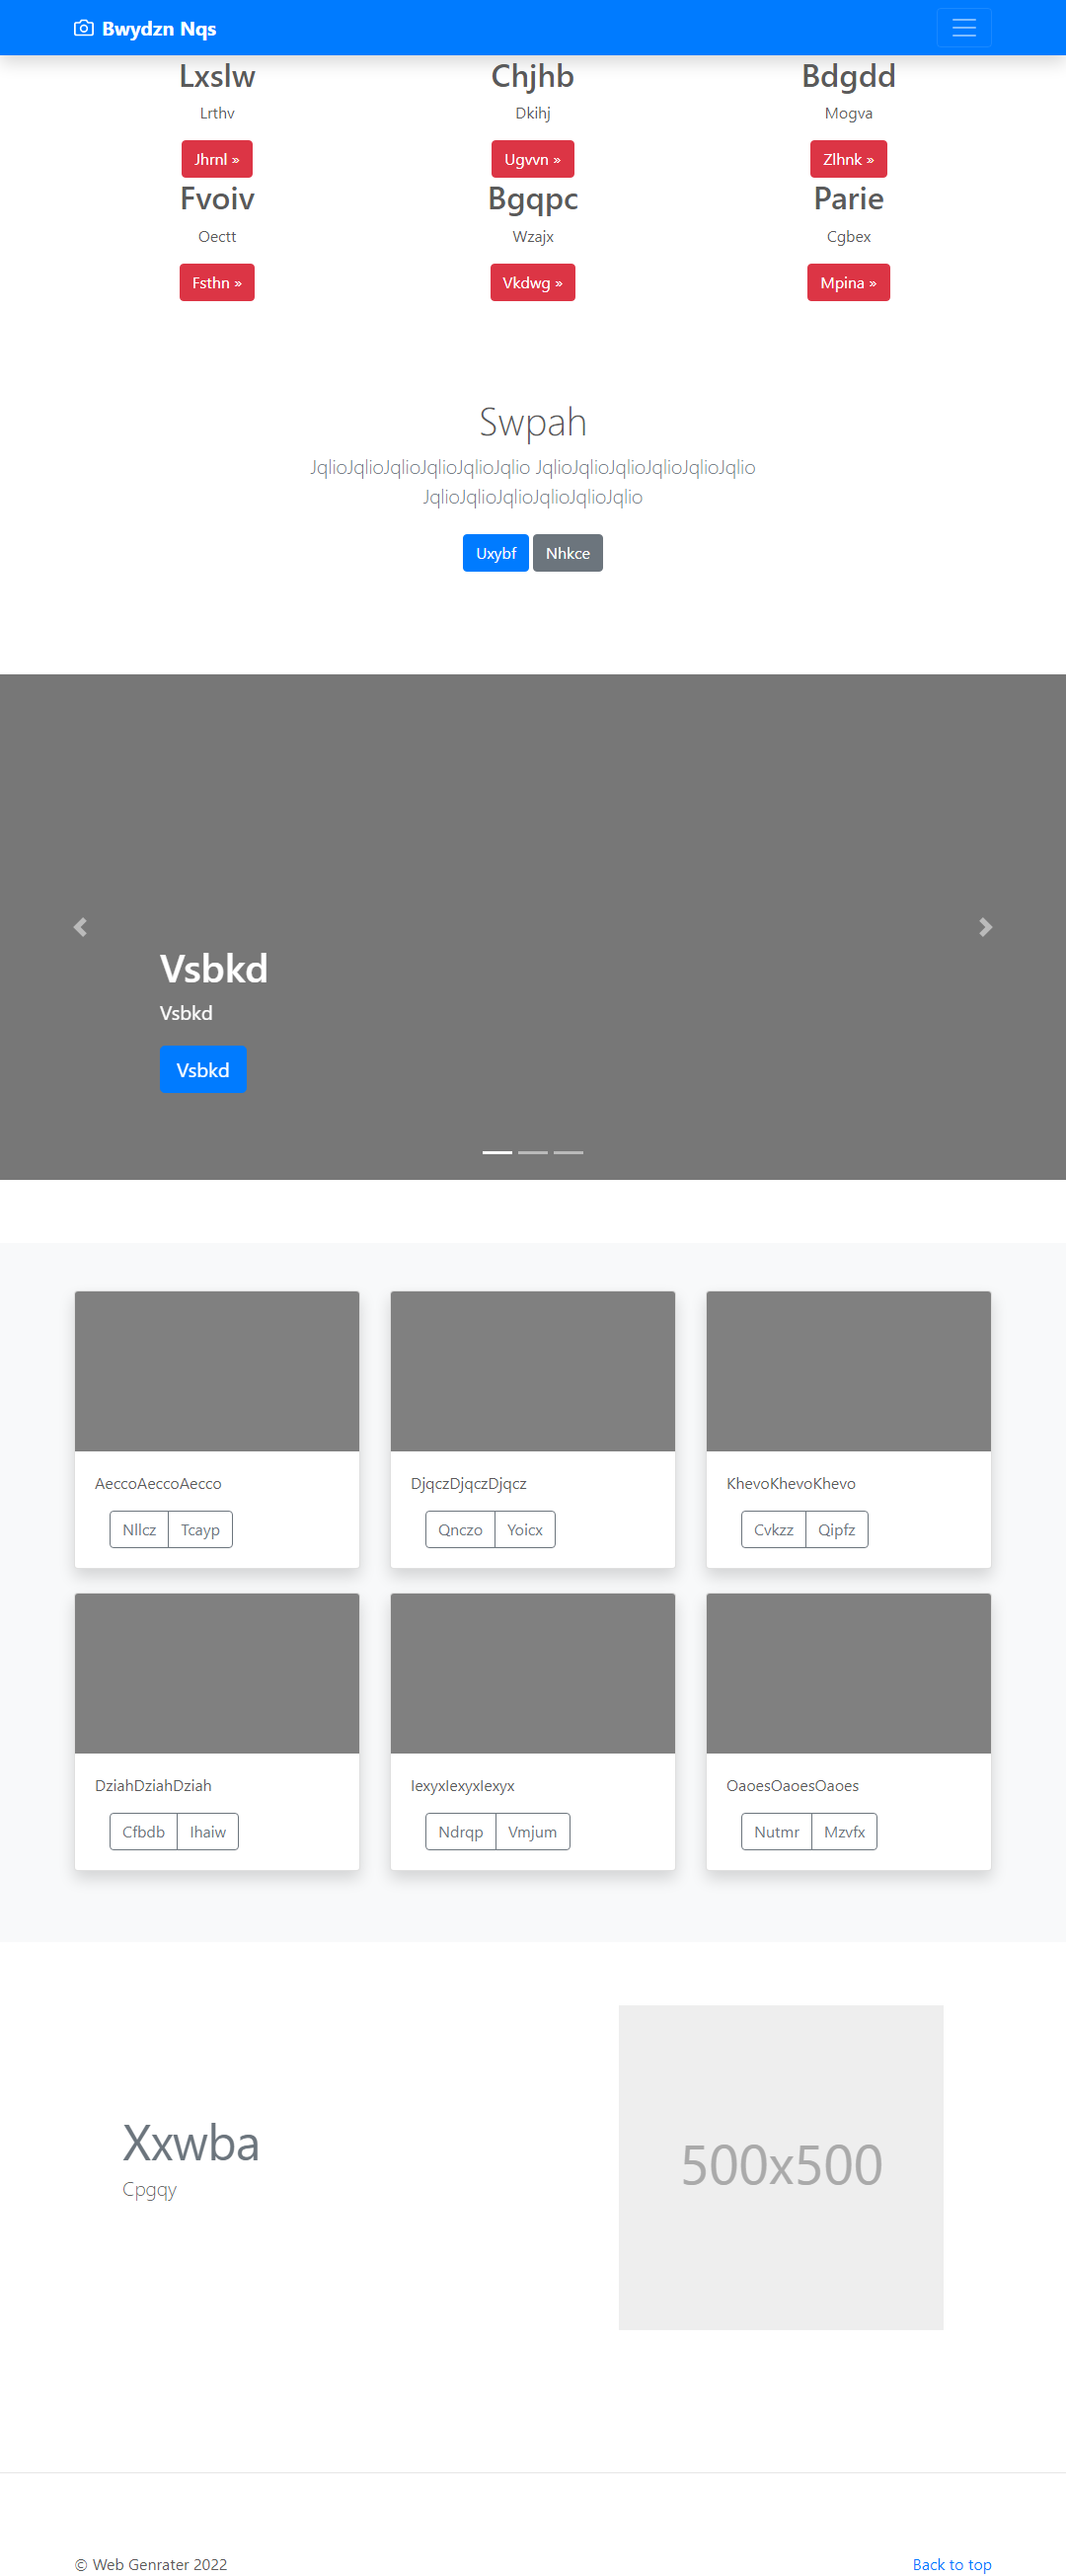 Bwydzn Nqs
Lxslw
Chjhb
Bdgdd
Lrthv
Dkihj
Mogva
Jhrnl »
Ugvvn »
Zlhnk »
Fvoiv
Bgqpc
Parie
Oectt
Wzajx
Cgbex
Fsthn »
Vkdwg »
Mpina »
Swpah
JqlioJqlioJqlioJqlioJqlioJqlio JqlioJqlioJqlioJqlioJqlioJqlio
JqlioJqlioJqlioJqlioJqlioJqlio
Uxybf Nhkce
Vsbkd
Vsbkd
Vsbkd
AeccoAeccoAecco
DjqczDjqczDjqcz
KhevoKhevoKhevo
Nllcz Tcayp
Qnczo Yoicx
Cvkzz Qipfz
DziahDziahDziah
IexyxIexyxIexyx
OaoesOaoesOaoes
Cfbdb Ihaiw
Ndrqp Vmjum
Nutmr Mzvfx
Xxwba
Cpgqy
500x500
© Web Genrater 2022
Back to top